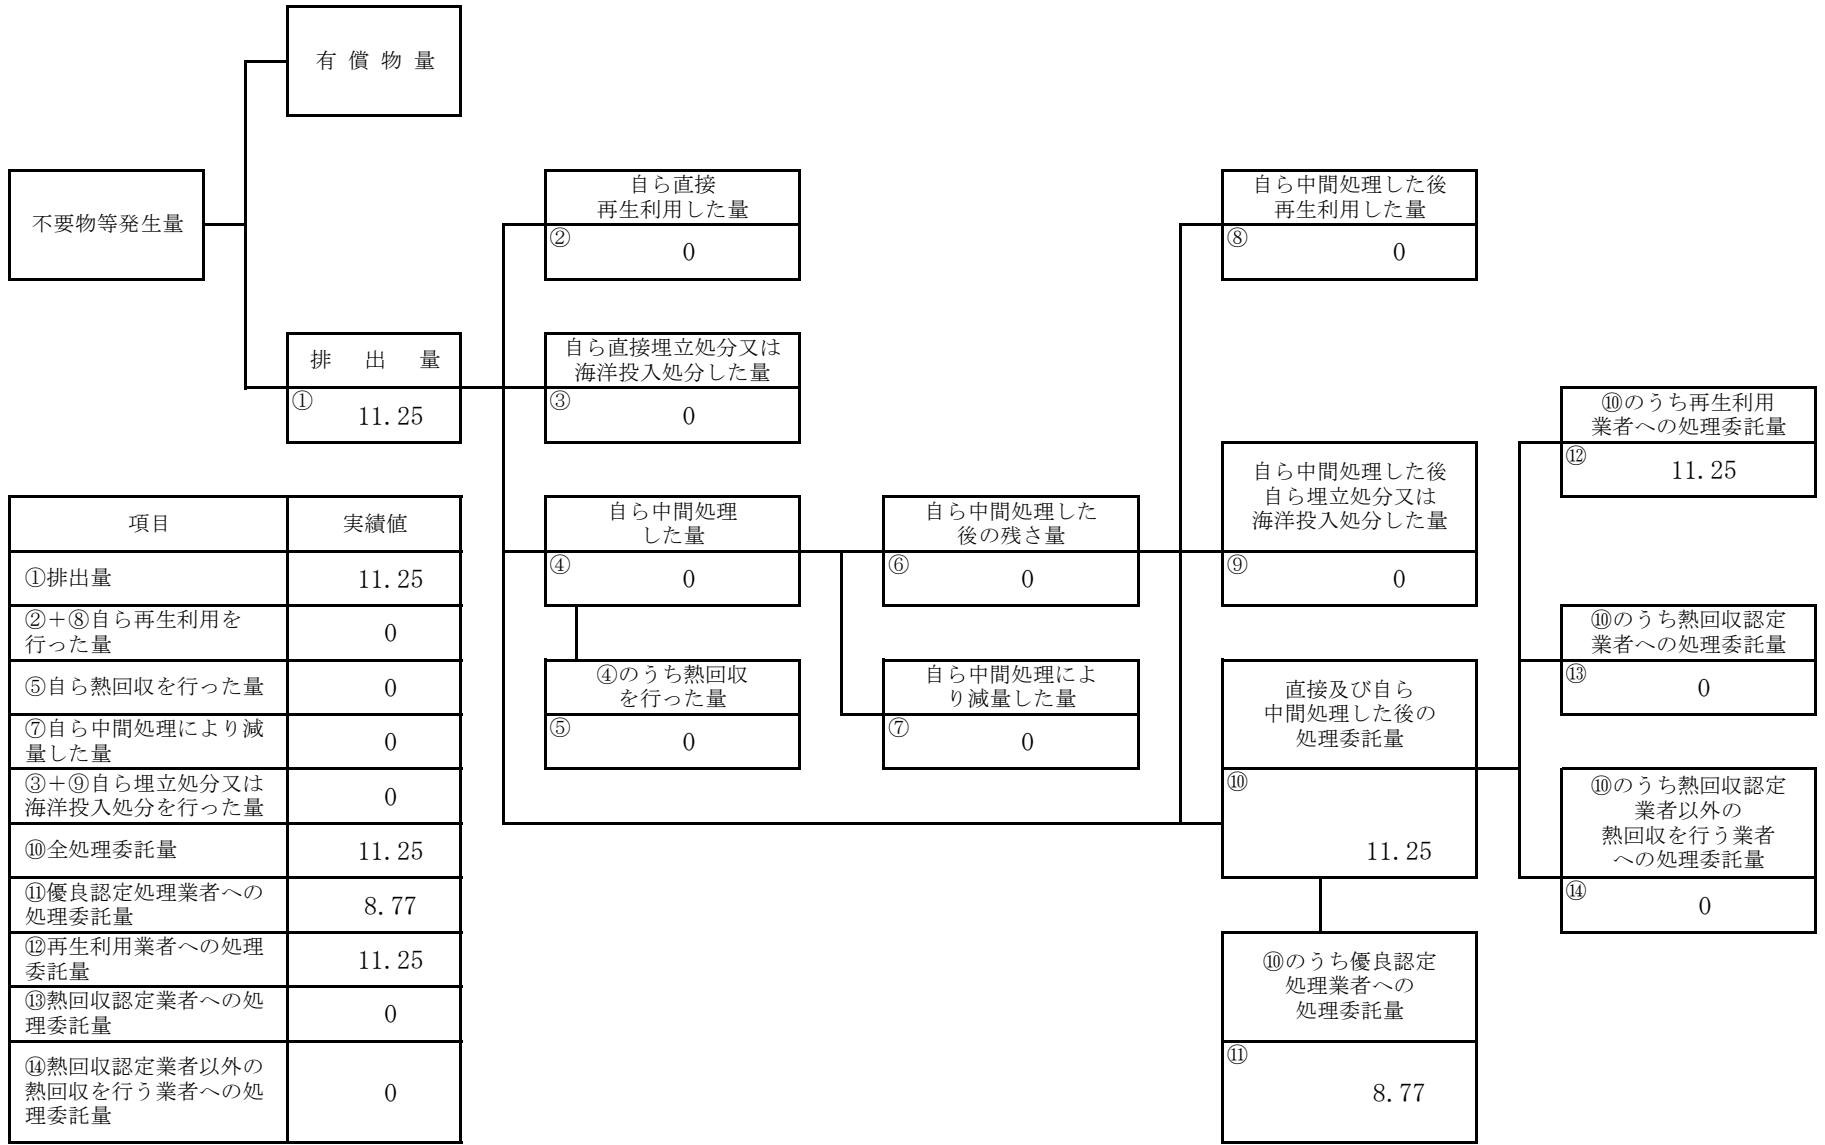 有償物量
不要物等発生量
自ら直接
再生利用した量
②
0
自ら中間処理した後
再生利用した量
⑧
0
排出量
①
11.25
自ら直接埋立処分又は
海洋投入処分した量
③
0
⑩のうち再生利用
業者への処理委託量
⑫
11.25
自ら中間処理
した量
④
0
自ら中間処理した
後の残さ量
⑥
0
自ら中間処理した後
自ら埋立処分又は
海洋投入処分した量
⑨
0
⑩のうち熱回収認定
業者への処理委託量
⑬
0
④のうち熱回収
を行った量
⑤
0
自ら中間処理によ
り減量した量
⑦
0
直接及び自ら
中間処理した後の
処理委託量
⑩
11.25
⑩のうち熱回収認定
業者以外の
熱回収を行う業者
への処理委託量
⑭
0
⑩のうち優良認定
処理業者への
処理委託量
⑪
8.77
項目 実績値
①排出量 11.25
②＋⑧自ら再生利用を
行った量
0
⑤自ら熱回収を行った量 0
⑦自ら中間処理により減
量した量
0
③＋⑨自ら埋立処分又は
海洋投入処分を行った量
0
⑩全処理委託量 11.25
⑪優良認定処理業者への
処理委託量
8.77
⑫再生利用業者への処理
委託量
11.25
⑬熱回収認定業者への処
理委託量
0
⑭熱回収認定業者以外の
熱回収を行う業者への処
理委託量
0